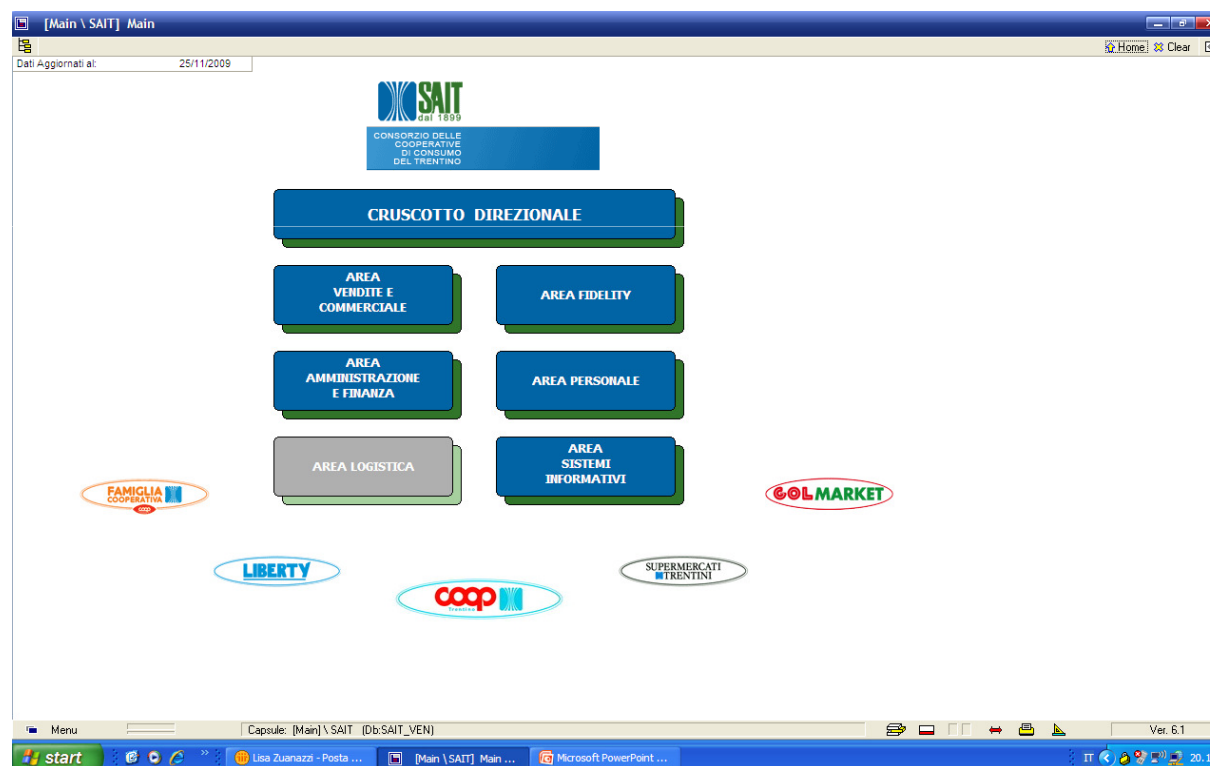 [Main \ SAIT] Main
Home Clear
Dati Aggiornati al: 25/11/2009
SAIT
dal 1899
CONSORZIO DELLE
COOPERATIVE
DI CONSUMO
DEL TRENTINO
CRUSCOTTO DIREZIONALE
AREA
VENDITE E
COMMERCIALE
AREA FIDELITY
AREA
AMMINISTRAZIONE
E FINANZA
AREA PERSONALE
AREA LOGISTICA
AREA
SISTEMI
INFORMATIVI
FAMIGLIA
COOPERATIVA
coop
GOLMARKET
LIBERTY
SUPERMERCATI
TRENTINI
coop
Trentino
Menu
Capsule: [Main] \ SAIT (Db:SAIT_VEN)
Ver. 6.1
start
Lisa Zuanazzi - Posta ...
[Main \ SAIT] Main ...
Microsoft PowerPoint ...
IT